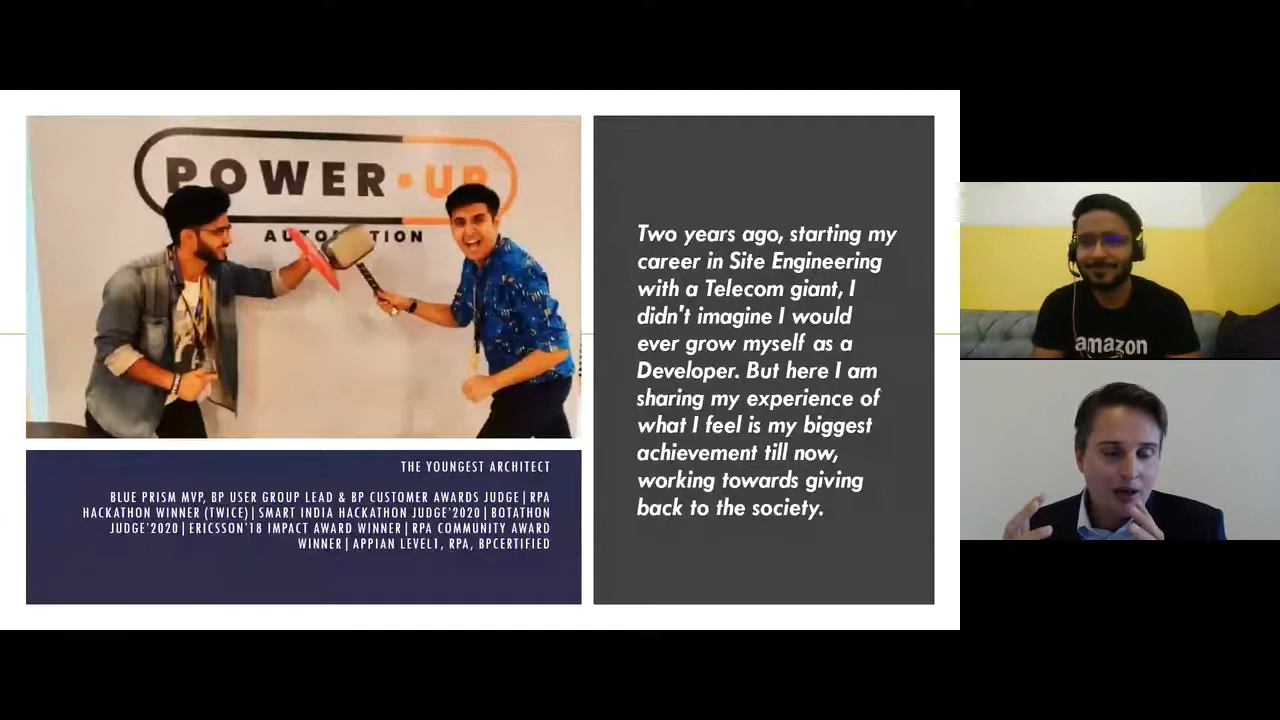 POWER·UP
AUTOMATION
THE YOUNGEST ARCHITECT
BLUE PRISM MVP, BP USER GROUP LEAD & BP CUSTOMER AWARDS JUDGE| RPA
HACKATHON WINNER (TWICE)| SMART INDIA HACKATHON JUDGE'2020| BOTATHON
JUDGE'2020| ERICSSON'18 IMPACT AWARD WINNER| RPA COMMUNITY AWARD
WINNER| APPIAN LEVEL1, RPA, BPCERTIFIED
Two years ago, starting my
career in Site Engineering
with a Telecom giant, I
didn't imagine I would
ever grow myself as a
Developer. But here I am
sharing my experience of
what I feel is my biggest
achievement till now,
working towards giving
back to the society.
amazon